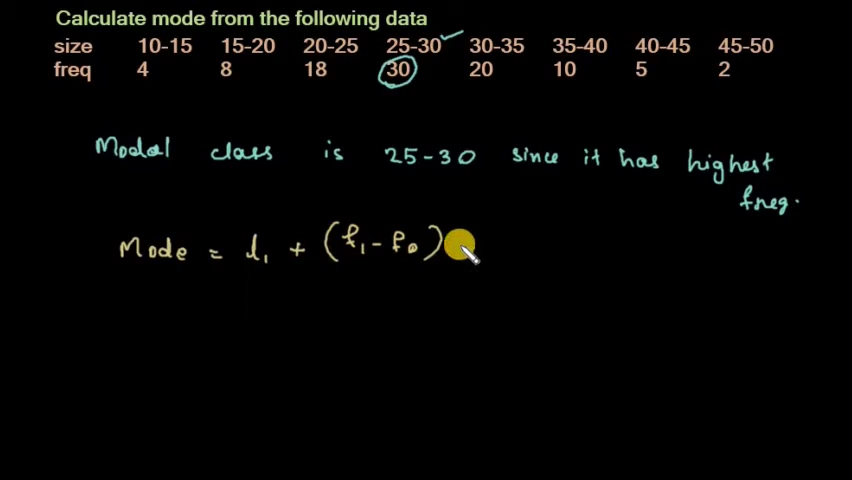 Calculate mode from the following data
size 10-15 15-20 20-25 25-30 30-35 35-40 40-45 45-50
freq 4 8 18 30 20 10 5 2
Modal class is 25-30 since it has highest
freq.
Mode = l₁ + (f₁ - f₀)